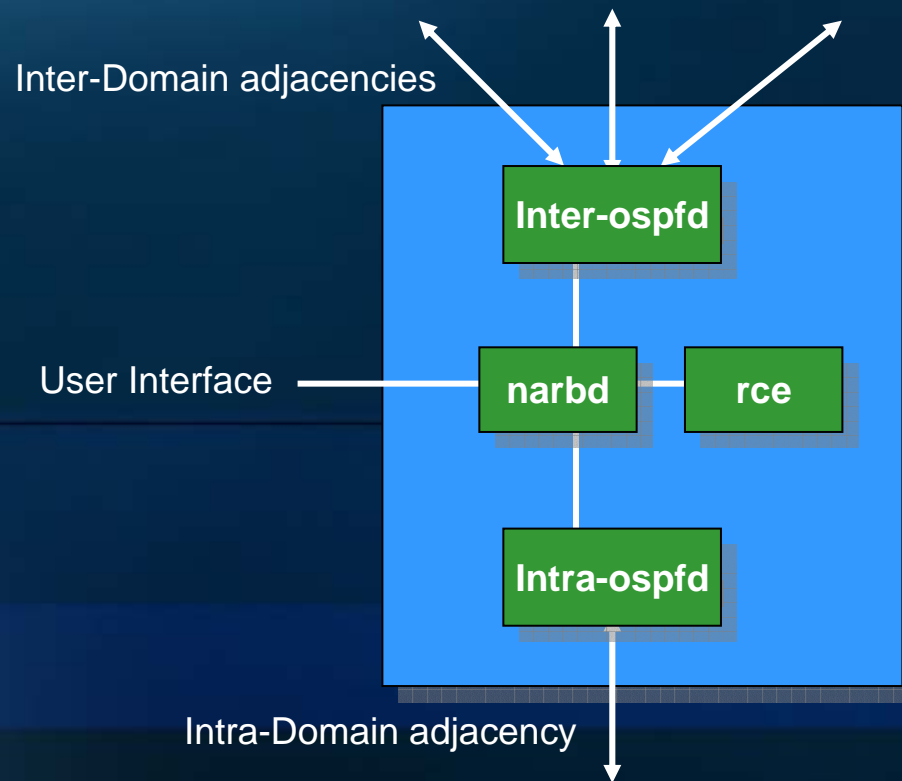 Inter-Domain adjacencies
Inter-ospfd
User Interface
narbd
rce
Intra-ospfd
Intra-Domain adjacency